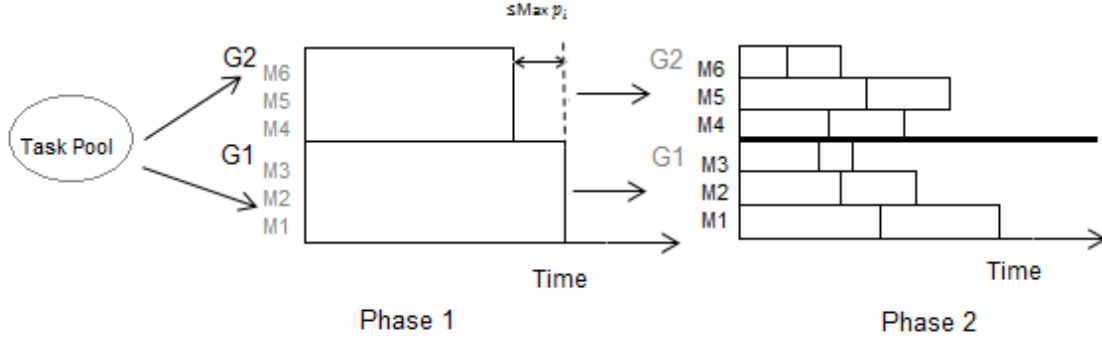 ≤Max pᵢ
Task Pool
G2
M6
M5
M4
G1
M3
M2
M1
Time
Phase 1
G2
M6
M5
M4
G1
M3
M2
M1
Time
Phase 2